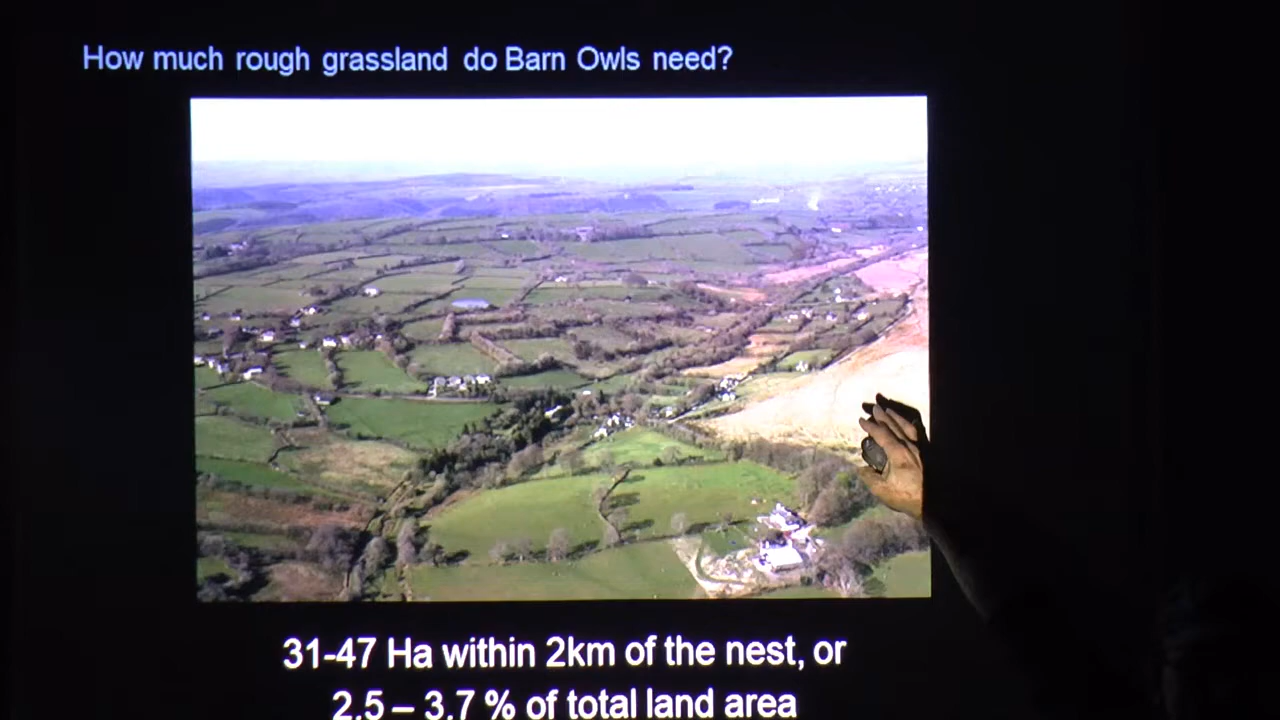 How much rough grassland do Barn Owls need?
31-47 Ha within 2km of the nest, or
2.5 – 3.7 % of total land area